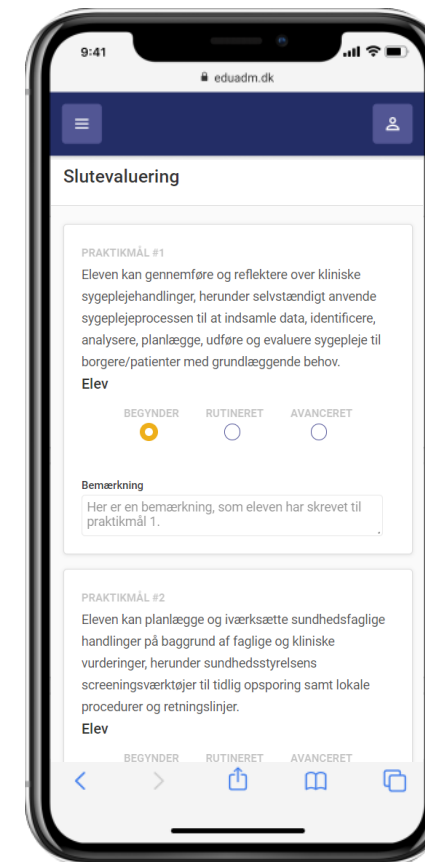 9:41
eduadm.dk
Slutevaluering
PRAKTIKMÅL #1
Eleven kan gennemføre og reflektere over kliniske
sygeplejehandlinger, herunder selvstændigt anvende
sygeplejeprocessen til at indsamle data, identificere,
analysere, planlægge, udføre og evaluere sygepleje til
borgere/patienter med grundlæggende behov.
Elev
BEGYNDER RUTINERET AVANCERET
Bemærkning
Her er en bemærkning, som eleven har skrevet til
praktikmål 1.
PRAKTIKMÅL #2
Eleven kan planlægge og iværksætte sundhedsfaglige
handlinger på baggrund af faglige og kliniske
vurderinger, herunder sundhedsstyrelsens
screeningsværktøjer til tidlig opsporing samt lokale
procedurer og retningslinjer.
Elev
BEGYNDER RUTINERET AVANCERET